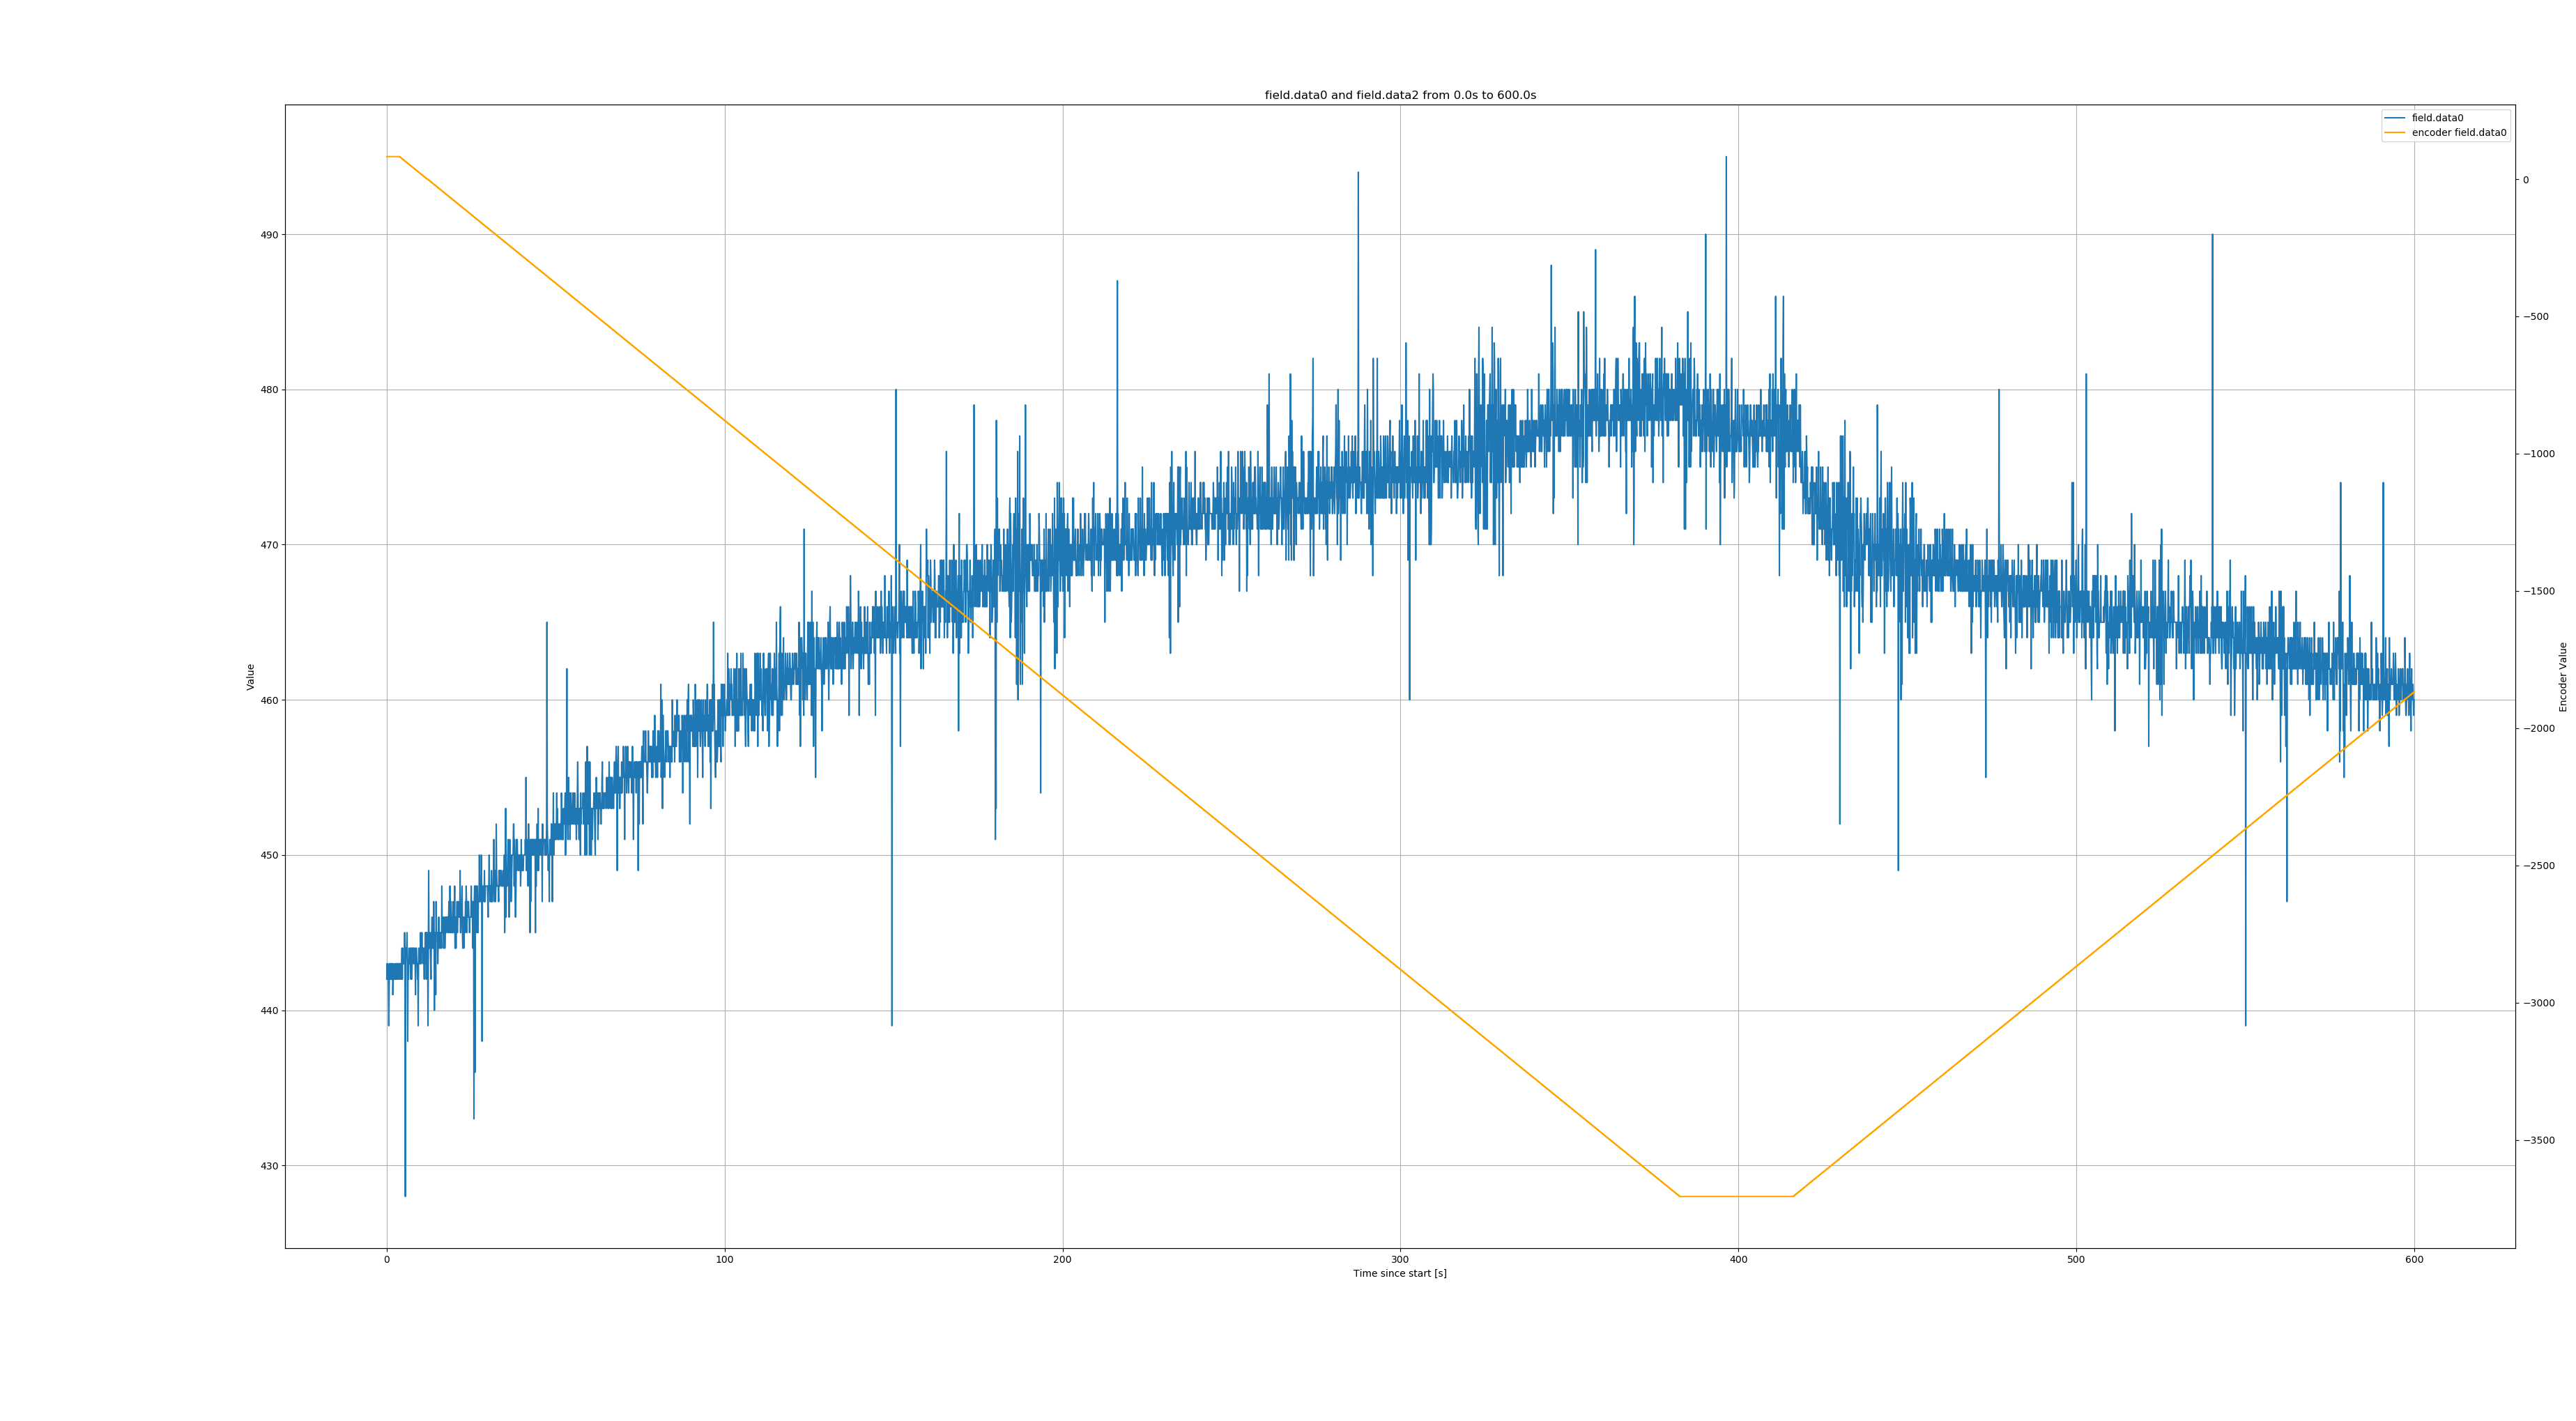 field.data0 and field.data2 from 0.0s to 600.0s
field.data0
encoder field.data0
490
480
470
460
450
440
430
Value
0
−500
−1000
−1500
−2000
−2500
−3000
−3500
Encoder Value
0 100 200 300 400 500 600
Time since start [s]